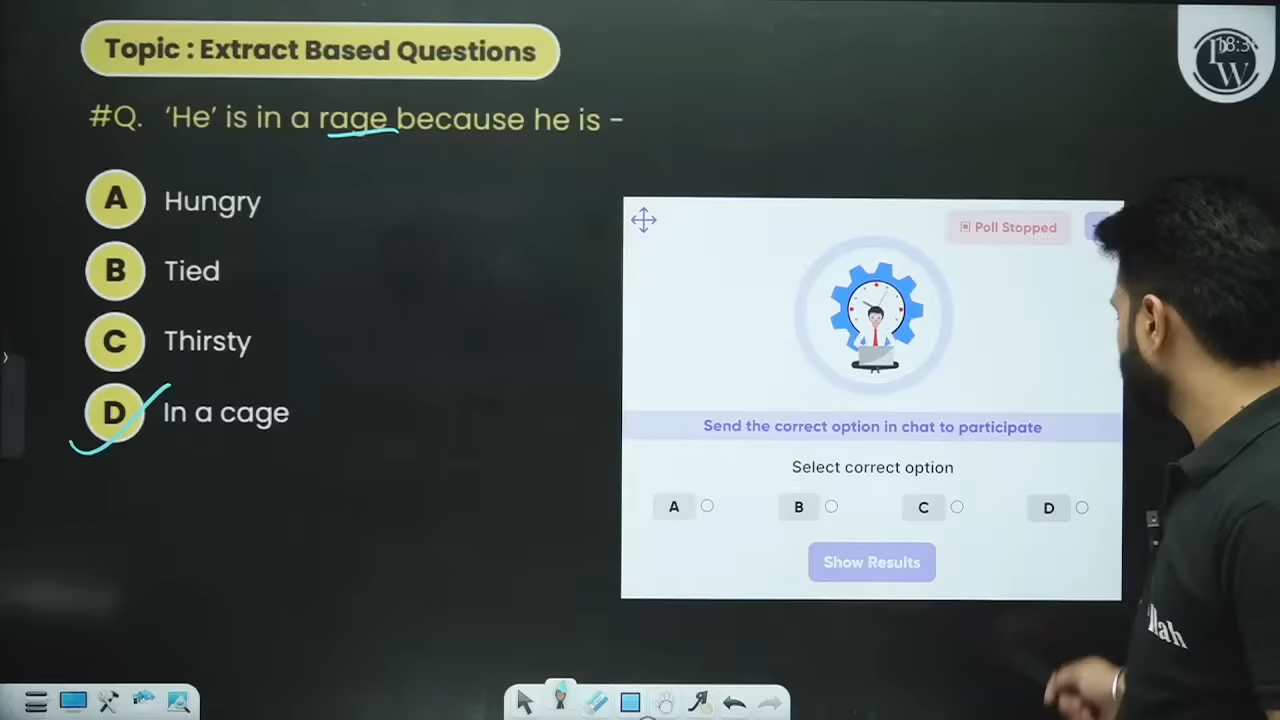 Topic : Extract Based Questions
#Q. ‘He’ is in a rage because he is -
A Hungry
B Tied
C Thirsty
D In a cage
Poll Stopped
Send the correct option in chat to participate
Select correct option
A B C D
Show Results